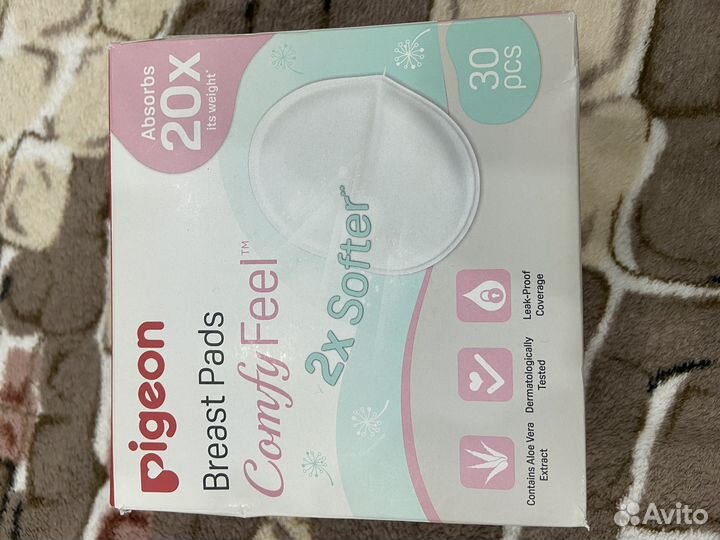 Absorbs
20x
its weight*
30
pcs
Pigeon
Breast Pads
ComfyFeel™
2x Softer**
Contains Aloe Vera
Extract
Dermatologically
Tested
Leak-Proof
Coverage
Avito